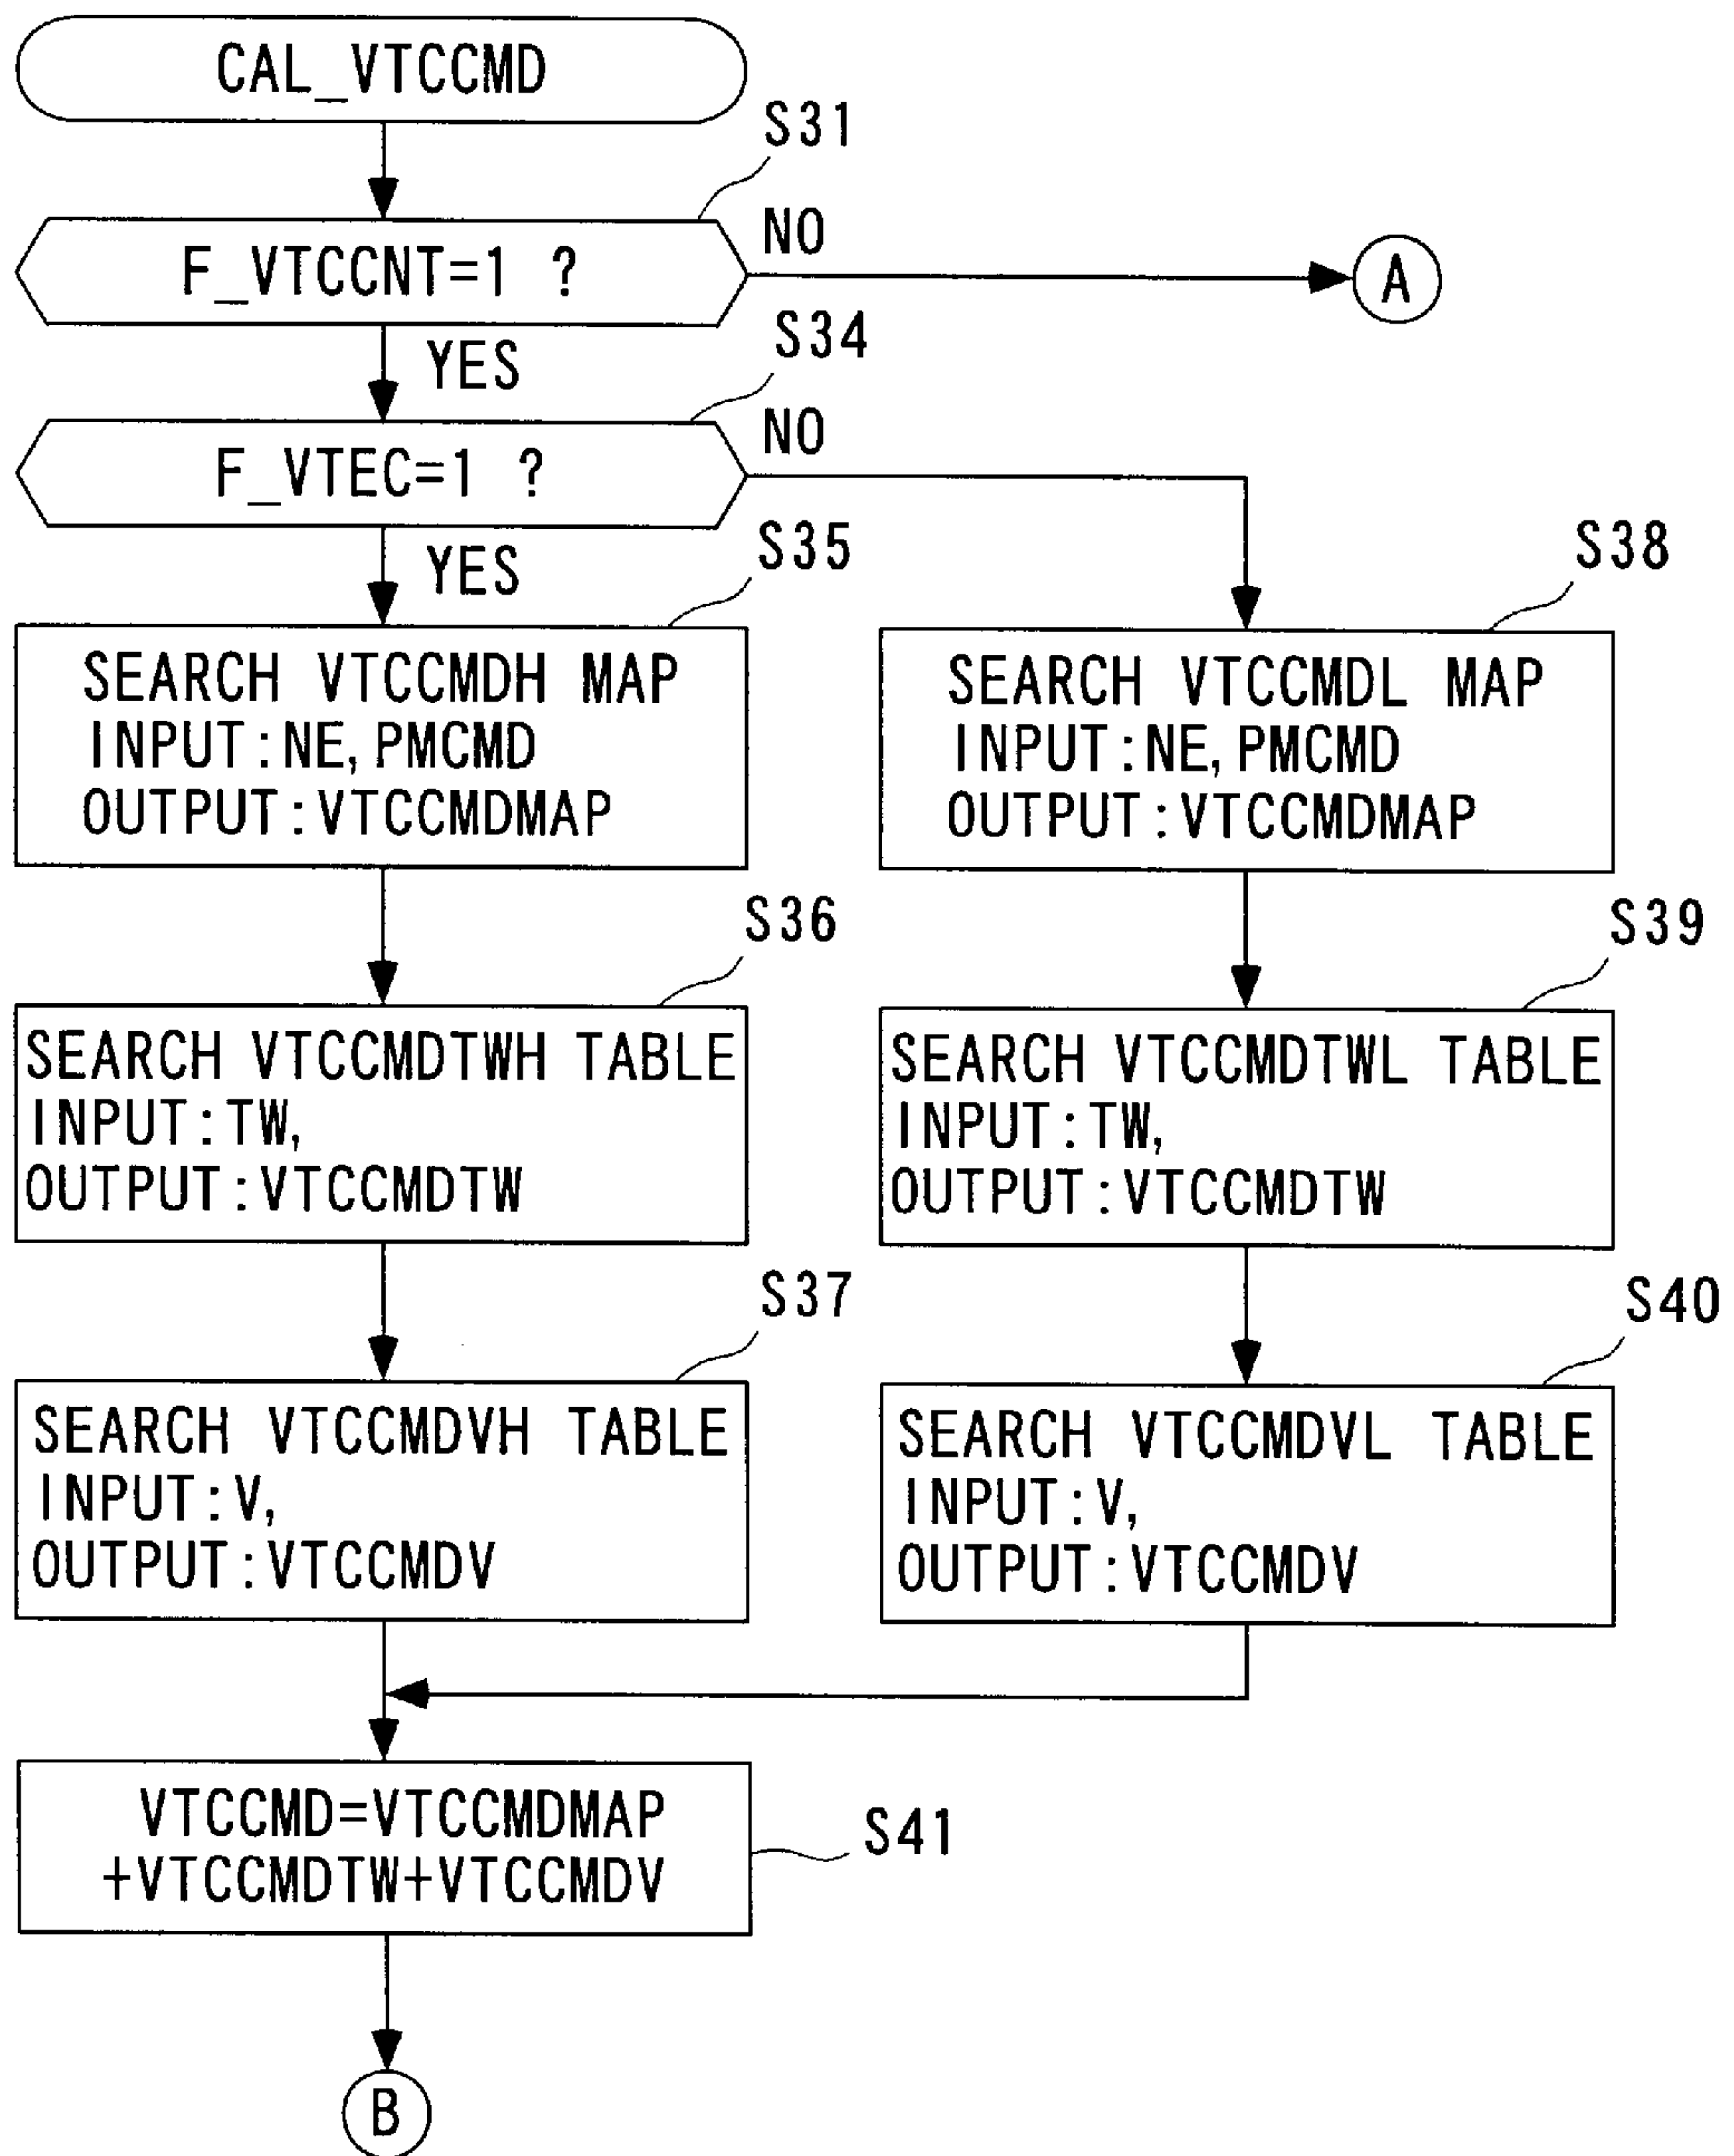 CAL_VTCCMD
S31
F_VTCCNT=1 ?
NO
A
YES
S34
F_VTEC=1 ?
NO
YES
S35
SEARCH VTCCMDH MAP
INPUT:NE,PMCMD
OUTPUT:VTCCMDMAP
S38
SEARCH VTCCMDL MAP
INPUT:NE,PMCMD
OUTPUT:VTCCMDMAP
S36
SEARCH VTCCMDTWH TABLE
INPUT:TW,
OUTPUT:VTCCMDTW
S39
SEARCH VTCCMDTWL TABLE
INPUT:TW,
OUTPUT:VTCCMDTW
S37
SEARCH VTCCMDVH TABLE
INPUT:V,
OUTPUT:VTCCMDV
S40
SEARCH VTCCMDVL TABLE
INPUT:V,
OUTPUT:VTCCMDV
VTCCMD=VTCCMDMAP
+VTCCMDTW+VTCCMDV
S41
B